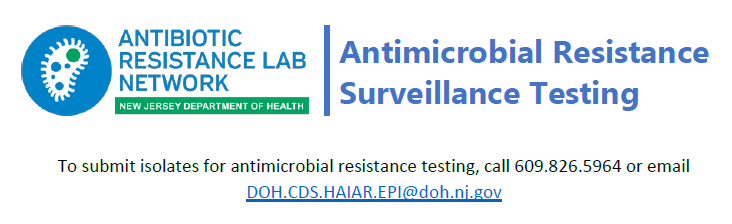 ANTIBIOTIC
RESISTANCE LAB
NETWORK
NEW JERSEY DEPARTMENT OF HEALTH
Antimicrobial Resistance
Surveillance Testing
To submit isolates for antimicrobial resistance testing, call 609.826.5964 or email
DOH.CDS.HAIAR.EPI@doh.nj.gov